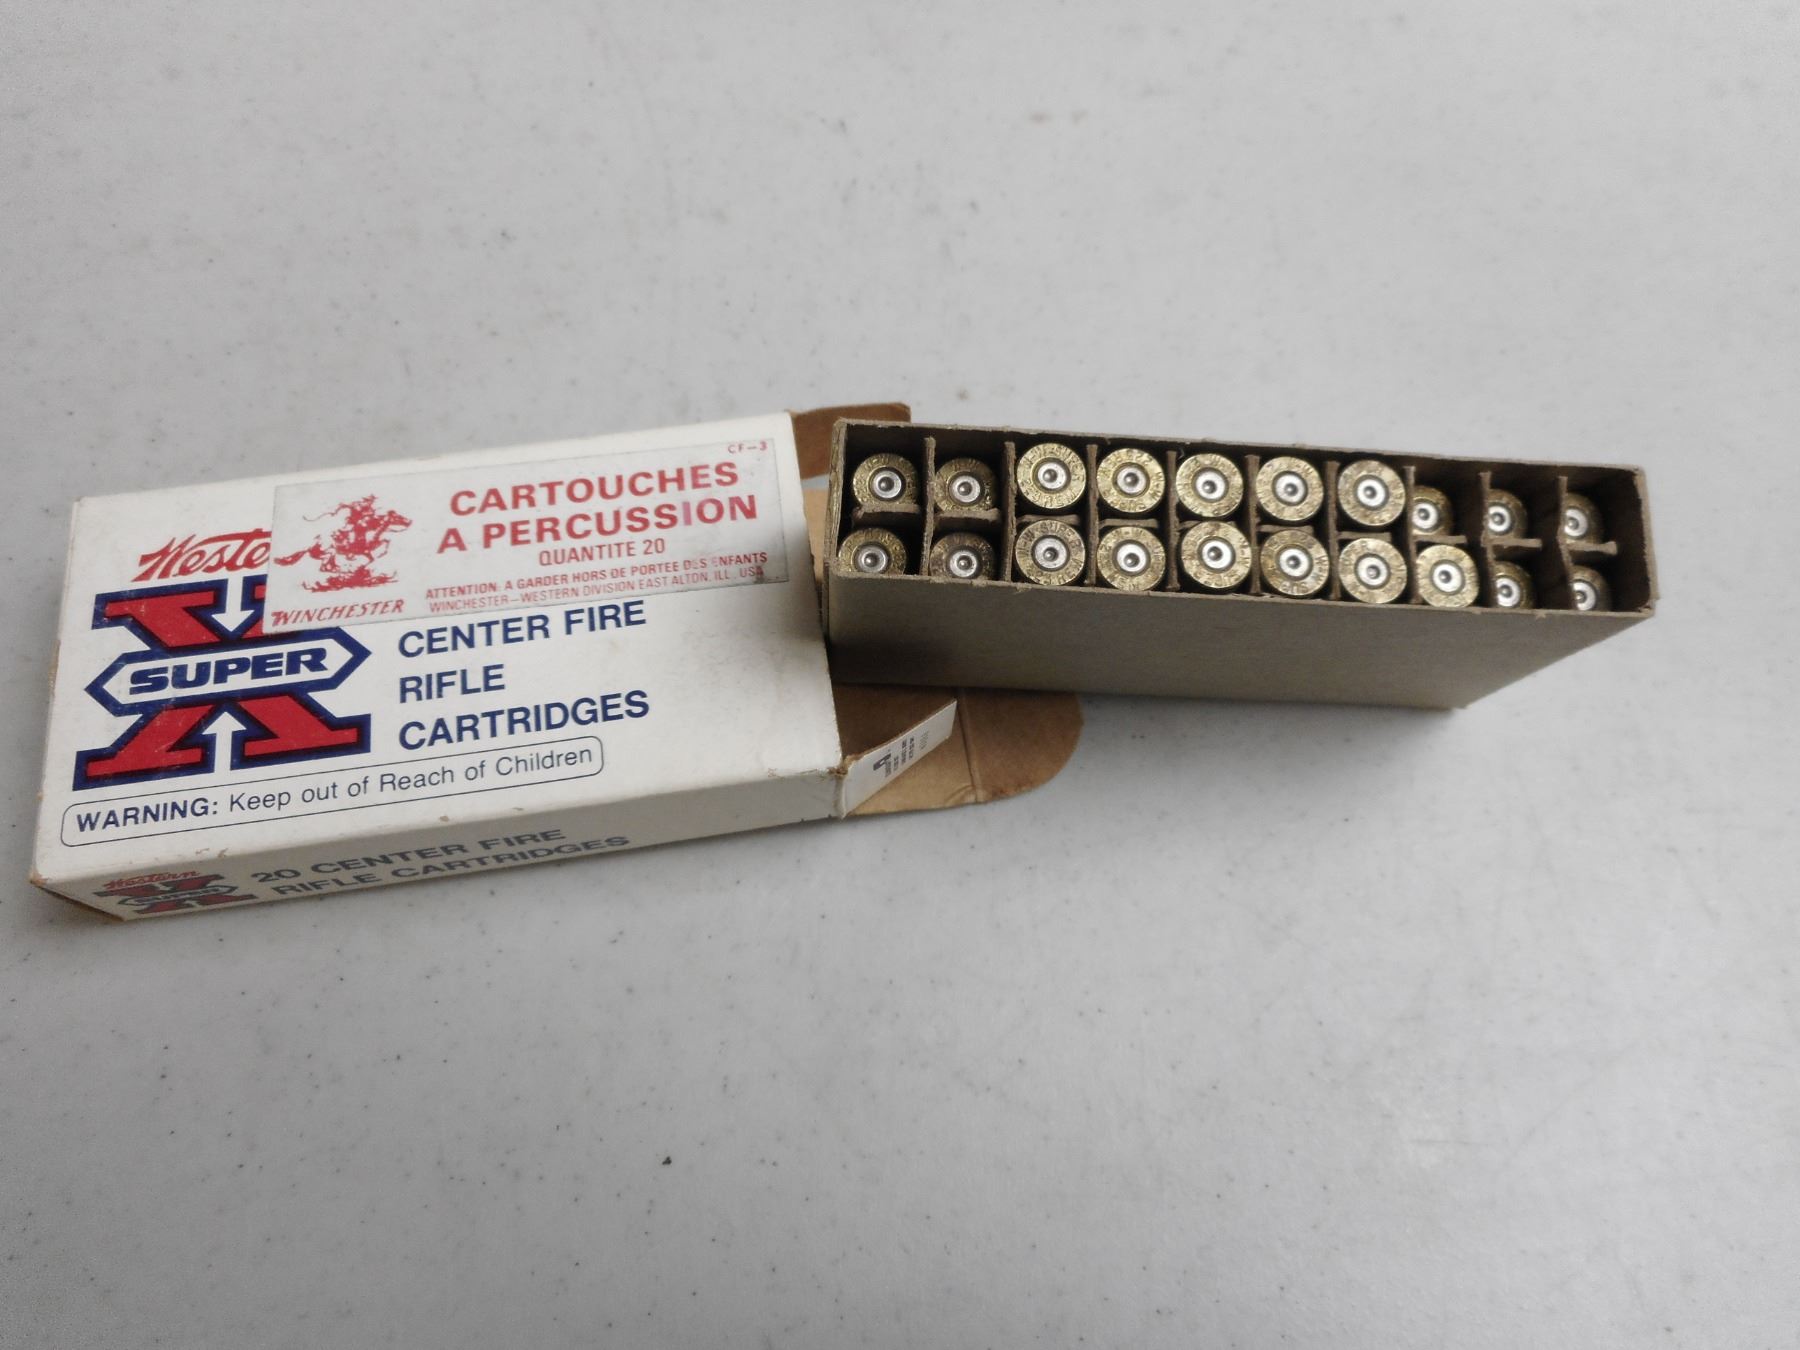 CF-3
CARTOUCHES
A PERCUSSION
QUANTITE 20
ATTENTION: A GARDER HORS DE PORTEE DES ENFANTS
WINCHESTER-WESTERN DIVISION EAST ALTON, ILL. USA
WINCHESTER
Weste
X
SUPER
CENTER FIRE
RIFLE
CARTRIDGES
WARNING: Keep out of Reach of Children
Western
X
SUPER
20 CENTER FIRE
RIFLE CARTRIDGES